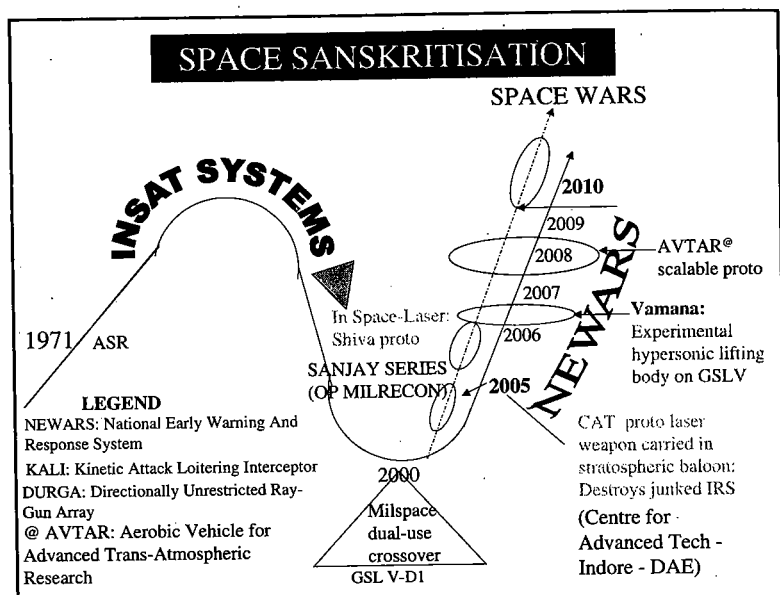 SPACE SANSKRITISATION
SPACE WARS
INSAT SYSTEMS
2010
2009
2008
2007
2006
2005
NEWARS
AVTAR@
scalable proto
Vamana:
Experimental
hypersonic lifting
body on GSLV
In Space-Laser:
Shiva proto
SANJAY SERIES
(OP MILRECON)
1971 ASR
LEGEND
NEWARS: National Early Warning And
Response System
KALI: Kinetic Attack Loitering Interceptor
DURGA: Directionally Unrestricted Ray-
Gun Array
@ AVTAR: Aerobic Vehicle for
Advanced Trans-Atmospheric
Research
2000
Milspace
dual-use
crossover
GSL V-D1
CAT proto laser
weapon carried in
stratospheric baloon:
Destroys junked IRS
(Centre for
Advanced Tech -
Indore - DAE)